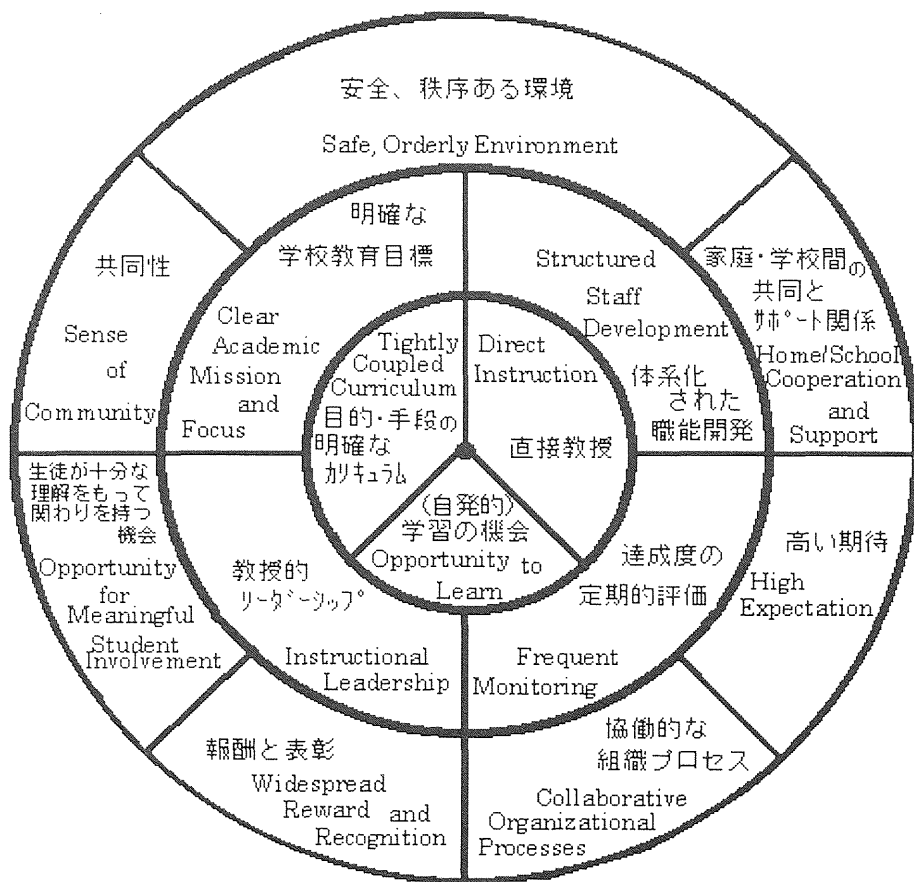 安全、秩序ある環境
Safe, Orderly Environment
共同性
Sense
of
Community
家庭・学校間の
共同と
ｻﾎﾟｰﾄ関係
Home/School
Cooperation
and
Support
生徒が十分な
理解をもって
関わりを持つ
機会
Opportunity
for
Meaningful
Student
Involvement
高い期待
High
Expectation
報酬と表彰
Widespread
Reward and
Recognition
協働的な
組織プロセス
Collaborative
Organizational
Processes
明確な
学校教育目標
Clear
Academic
Mission
and
Focus
Structured
Staff
Development
体系化
された
職能開発
教授的
ﾘｰﾀﾞｰｼｯﾌﾟ
Instructional
Leadership
達成度の
定期的評価
Frequent
Monitoring
Tightly
Coupled
Curriculum
目的・手段の
明確な
ｶﾘｷｭﾗﾑ
Direct
Instruction
直接教授
(自発的)
学習の機会
Opportunity to
Learn